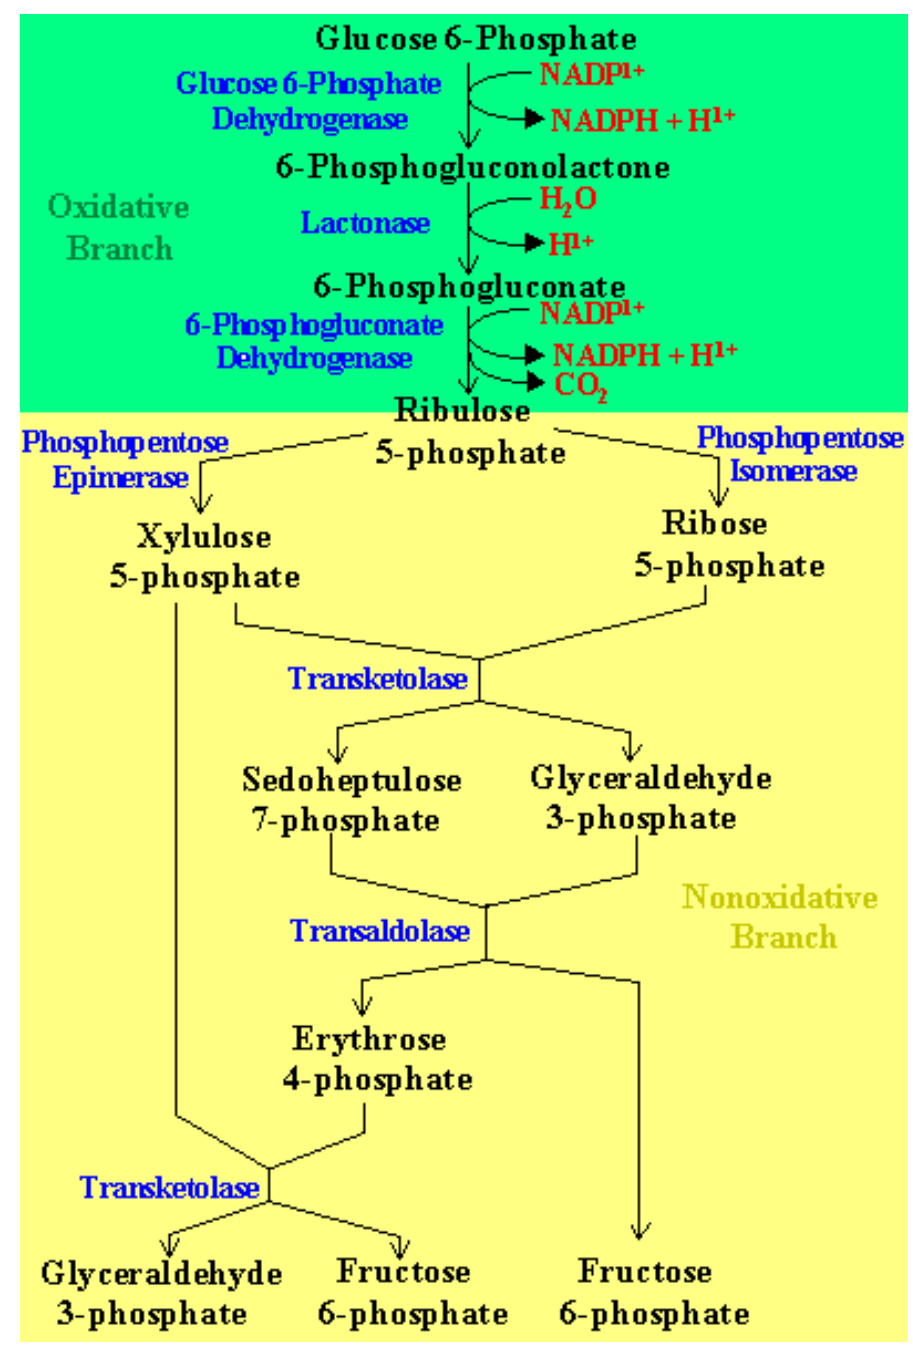 Glucose 6-Phosphate
Glucose 6-Phosphate
Dehydrogenase
NADP¹⁺
NADPH + H¹⁺
6-Phosphogluconolactone
Oxidative
Branch
Lactonase
H₂O
H¹⁺
6-Phosphogluconate
6-Phosphogluconate
Dehydrogenase
NADP¹⁺
NADPH + H¹⁺
CO₂
Ribulose
5-phosphate
Phosphopentose
Epimerase
Phosphopentose
Isomerase
Xylulose
5-phosphate
Ribose
5-phosphate
Transketolase
Sedoheptulose
7-phosphate
Glyceraldehyde
3-phosphate
Nonoxidative
Branch
Transaldolase
Erythrose
4-phosphate
Transketolase
Glyceraldehyde
3-phosphate
Fructose
6-phosphate
Fructose
6-phosphate